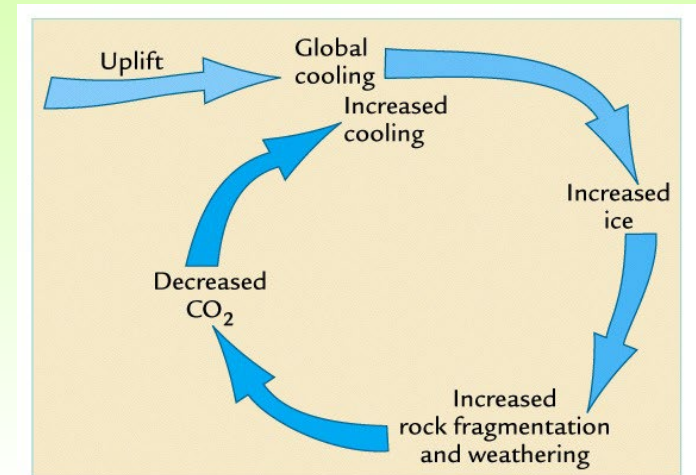 Uplift
Global
cooling
Increased
cooling
Increased
ice
Decreased
CO₂
Increased
rock fragmentation
and weathering